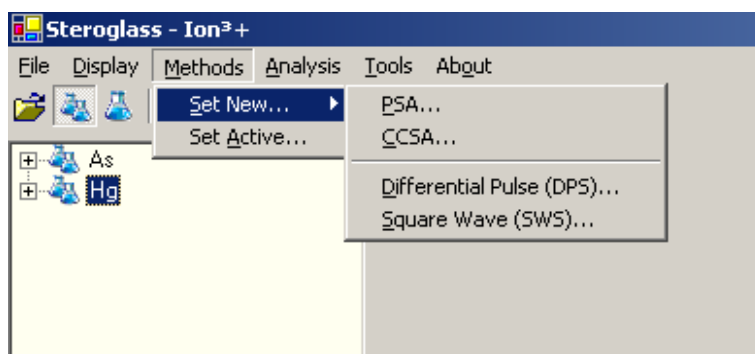 Steroglass - Ion³+
File Display Methods Analysis Tools About
Set New...
Set Active...
PSA...
CCSA...
Differential Pulse (DPS)...
Square Wave (SWS)...
As
Hg